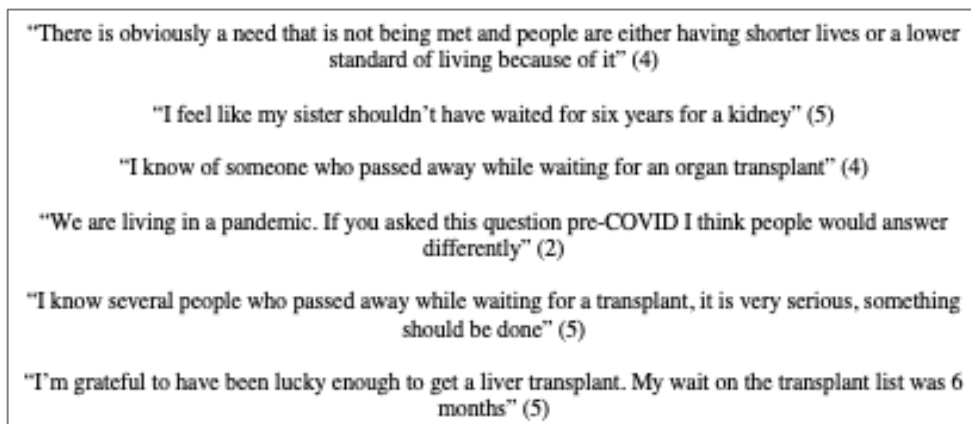 “There is obviously a need that is not being met and people are either having shorter lives or a lower
standard of living because of it” (4)
“I feel like my sister shouldn’t have waited for six years for a kidney” (5)
“I know of someone who passed away while waiting for an organ transplant” (4)
“We are living in a pandemic. If you asked this question pre-COVID I think people would answer
differently” (2)
“I know several people who passed away while waiting for a transplant, it is very serious, something
should be done” (5)
“I’m grateful to have been lucky enough to get a liver transplant. My wait on the transplant list was 6
months” (5)